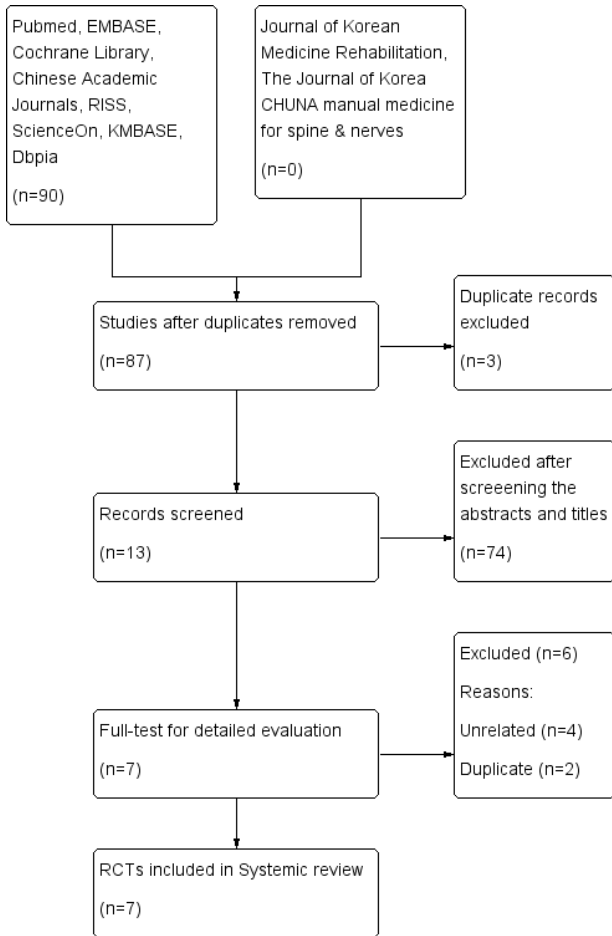 Pubmed, EMBASE,
Cochrane Library,
Chinese Academic
Journals, RISS,
ScienceOn, KMBASE,
Dbpia
(n=90)
Journal of Korean
Medicine Rehabilitation,
The Journal of Korea
CHUNA manual medicine
for spine & nerves
(n=0)
Studies after duplicates removed
(n=87)
Duplicate records
excluded
(n=3)
Records screened
(n=13)
Excluded after
screeening the
abstracts and titles
(n=74)
Full-test for detailed evaluation
(n=7)
Excluded (n=6)
Reasons:
Unrelated (n=4)
Duplicate (n=2)
RCTs included in Systemic review
(n=7)